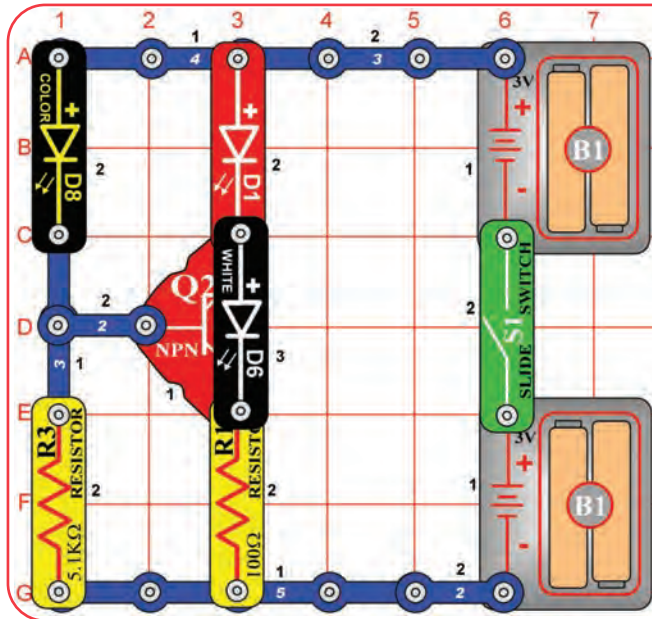 1 2 3 4 5 6 7
A
B
C
D
E
F
G
1
4
2
3
COLOR
+
D8
2
+
D1
2
3V
+
-
1
B1
Q2
NPN
1
WHITE
+
D6
3
2
2
3
1
S1
SLIDE SWITCH
2
R3
RESISTOR
5.1KΩ
2
100Ω
2
3V
+
-
1
B1
1
5
2
2